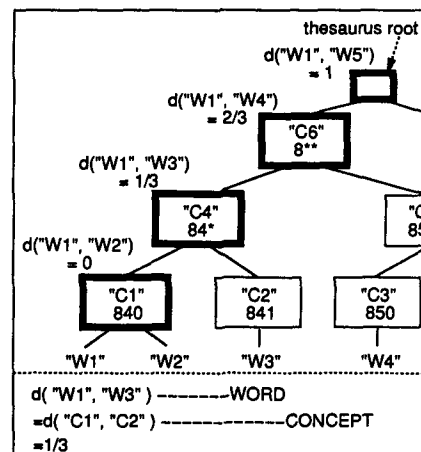 thesaurus root
d("W1", "W5")
= 1
d("W1", "W4")
= 2/3
"C6"
8**
d("W1", "W3")
= 1/3
"C4"
84*
d("W1", "W2")
= 0
"C1"
840
"C2"
841
"C3"
850
"W1" "W2" "W3" "W4"
d( "W1", "W3" ) -------WORD
=d( "C1", "C2" ) -------------CONCEPT
=1/3